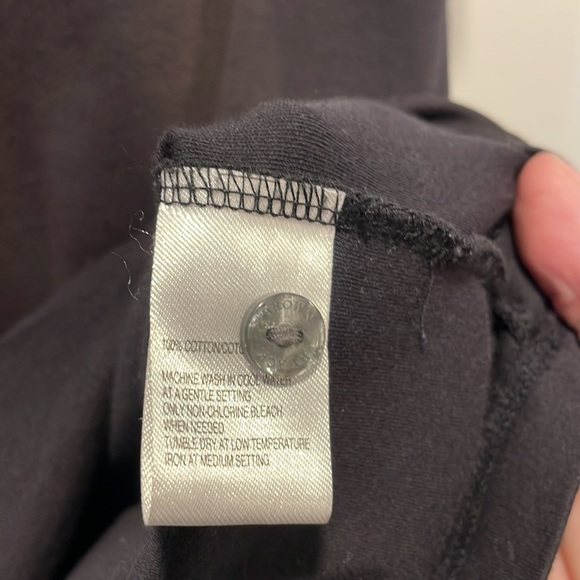 100% COTTON/COTO
MACHIKE WASH IN COOL WATER
AT A GENTLE SETTING
ONLY NON-CHLORINE BLEACH
WHEN NEEDED
TUMBLE DRY AT LOW TEMPERATURE
IRON AT MEDIUM SETTING